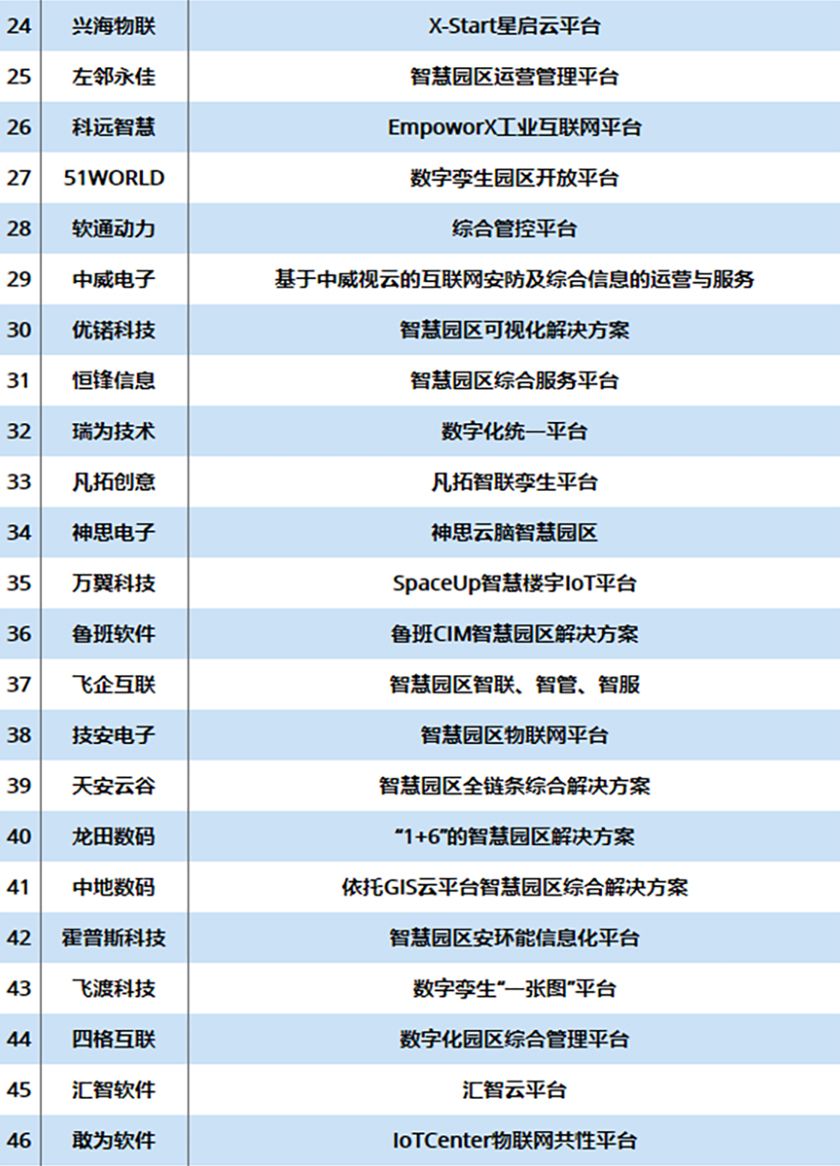 24 兴海物联 X-Start星启云平台
25 左邻永佳 智慧园区运营管理平台
26 科远智慧 EmpoworX工业互联网平台
27 51WORLD 数字孪生园区开放平台
28 软通动力 综合管控平台
29 中威电子 基于中威视云的互联网安防及综合信息的运营与服务
30 优锘科技 智慧园区可视化解决方案
31 恒锋信息 智慧园区综合服务平台
32 瑞为技术 数字化统一平台
33 凡拓创意 凡拓智联孪生平台
34 神思电子 神思云脑智慧园区
35 万翼科技 SpaceUp智慧楼宇IoT平台
36 鲁班软件 鲁班CIM智慧园区解决方案
37 飞企互联 智慧园区智联、智管、智服
38 技安电子 智慧园区物联网平台
39 天安云谷 智慧园区全链条综合解决方案
40 龙田数码 “1+6”的智慧园区解决方案
41 中地数码 依托GIS云平台智慧园区综合解决方案
42 霍普斯科技 智慧园区安环能信息化平台
43 飞渡科技 数字孪生“一张图”平台
44 四格互联 数字化园区综合管理平台
45 汇智软件 汇智云平台
46 敢为软件 IoTCenter物联网共性平台